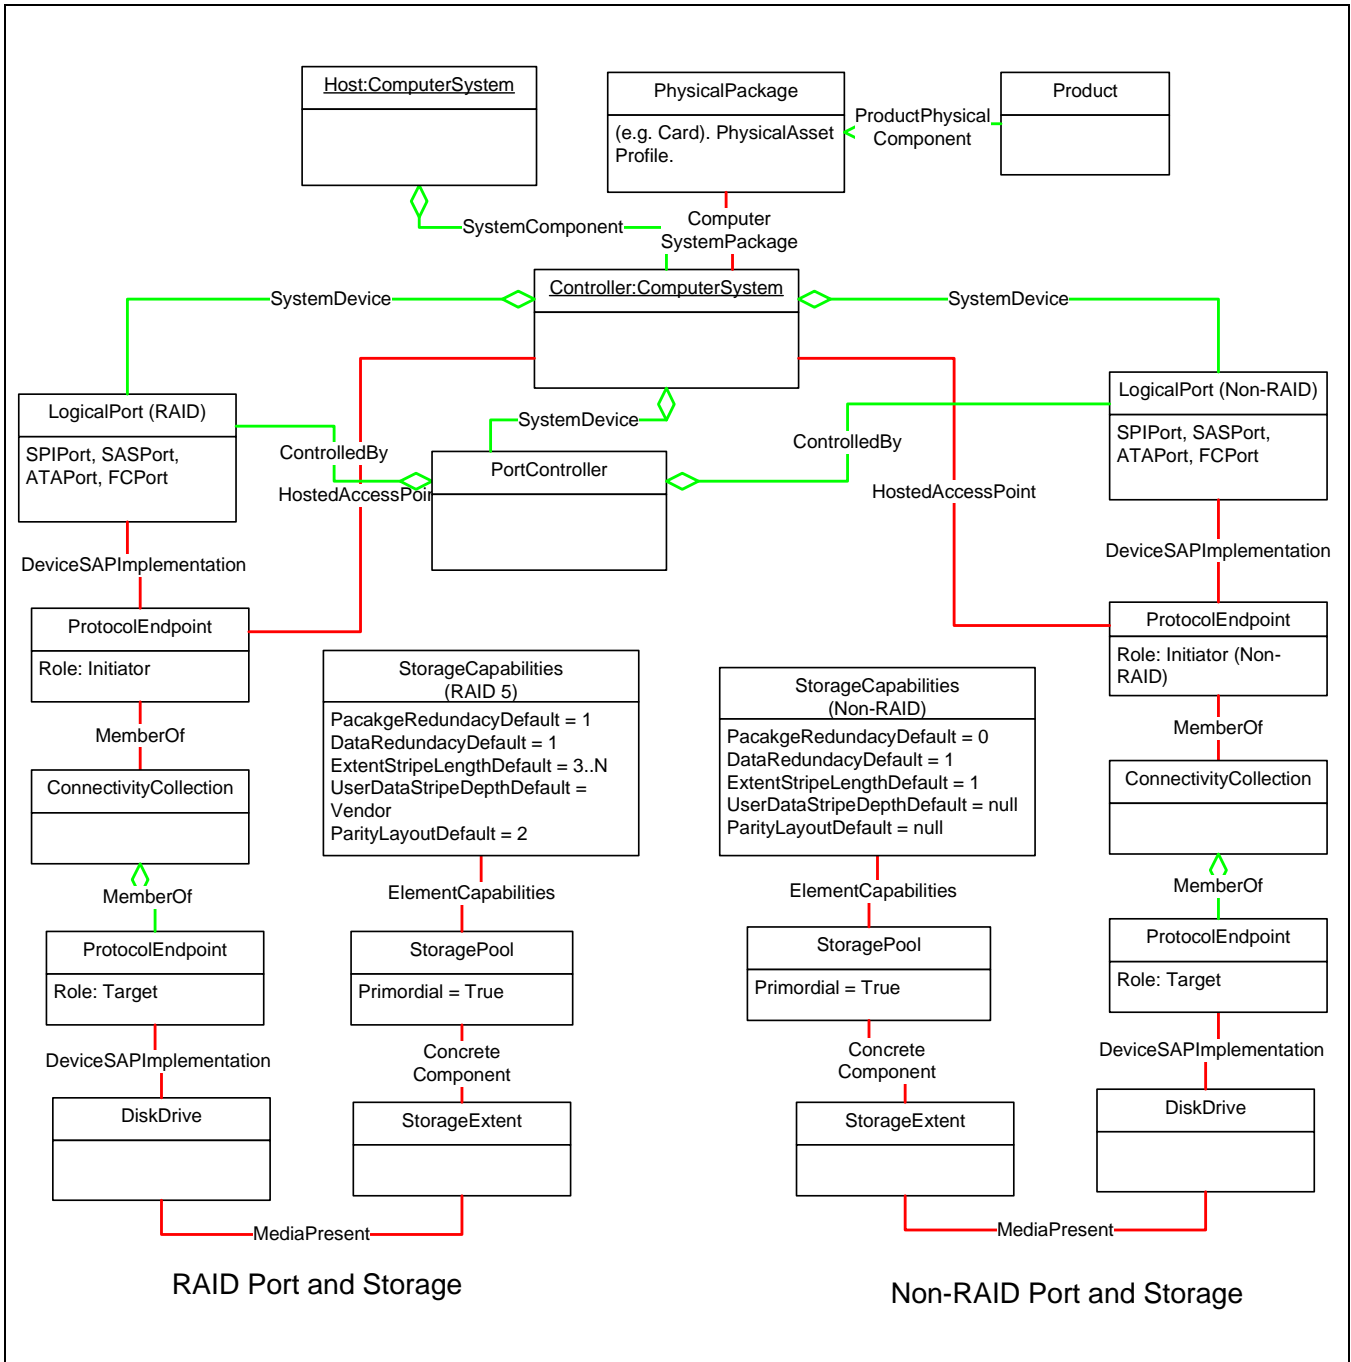 Host:ComputerSystem
PhysicalPackage
(e.g. Card). PhysicalAsset
Profile.
Product
ProductPhysical
Component
SystemComponent
Computer
SystemPackage
Controller:ComputerSystem
SystemDevice
SystemDevice
LogicalPort (RAID)
SPIPort, SASPort,
ATAPort, FCPort
LogicalPort (Non-RAID)
SPIPort, SASPort,
ATAPort, FCPort
SystemDevice
ControlledBy
ControlledBy
PortController
HostedAccessPoin
HostedAccessPoint
DeviceSAPImplementation
DeviceSAPImplementation
ProtocolEndpoint
Role: Initiator
ProtocolEndpoint
Role: Initiator (Non-
RAID)
StorageCapabilities
(RAID 5)
PacakgeRedundacyDefault = 1
DataRedundacyDefault = 1
ExtentStripeLengthDefault = 3..N
UserDataStripeDepthDefault =
Vendor
ParityLayoutDefault = 2
StorageCapabilities
(Non-RAID)
PacakgeRedundacyDefault = 0
DataRedundacyDefault = 1
ExtentStripeLengthDefault = 1
UserDataStripeDepthDefault = null
ParityLayoutDefault = null
MemberOf
MemberOf
ConnectivityCollection
ConnectivityCollection
MemberOf
ElementCapabilities
ElementCapabilities
MemberOf
ProtocolEndpoint
Role: Target
StoragePool
Primordial = True
StoragePool
Primordial = True
ProtocolEndpoint
Role: Target
DeviceSAPImplementation
Concrete
Component
Concrete
Component
DeviceSAPImplementation
DiskDrive
StorageExtent
StorageExtent
DiskDrive
MediaPresent
MediaPresent
RAID Port and Storage
Non-RAID Port and Storage